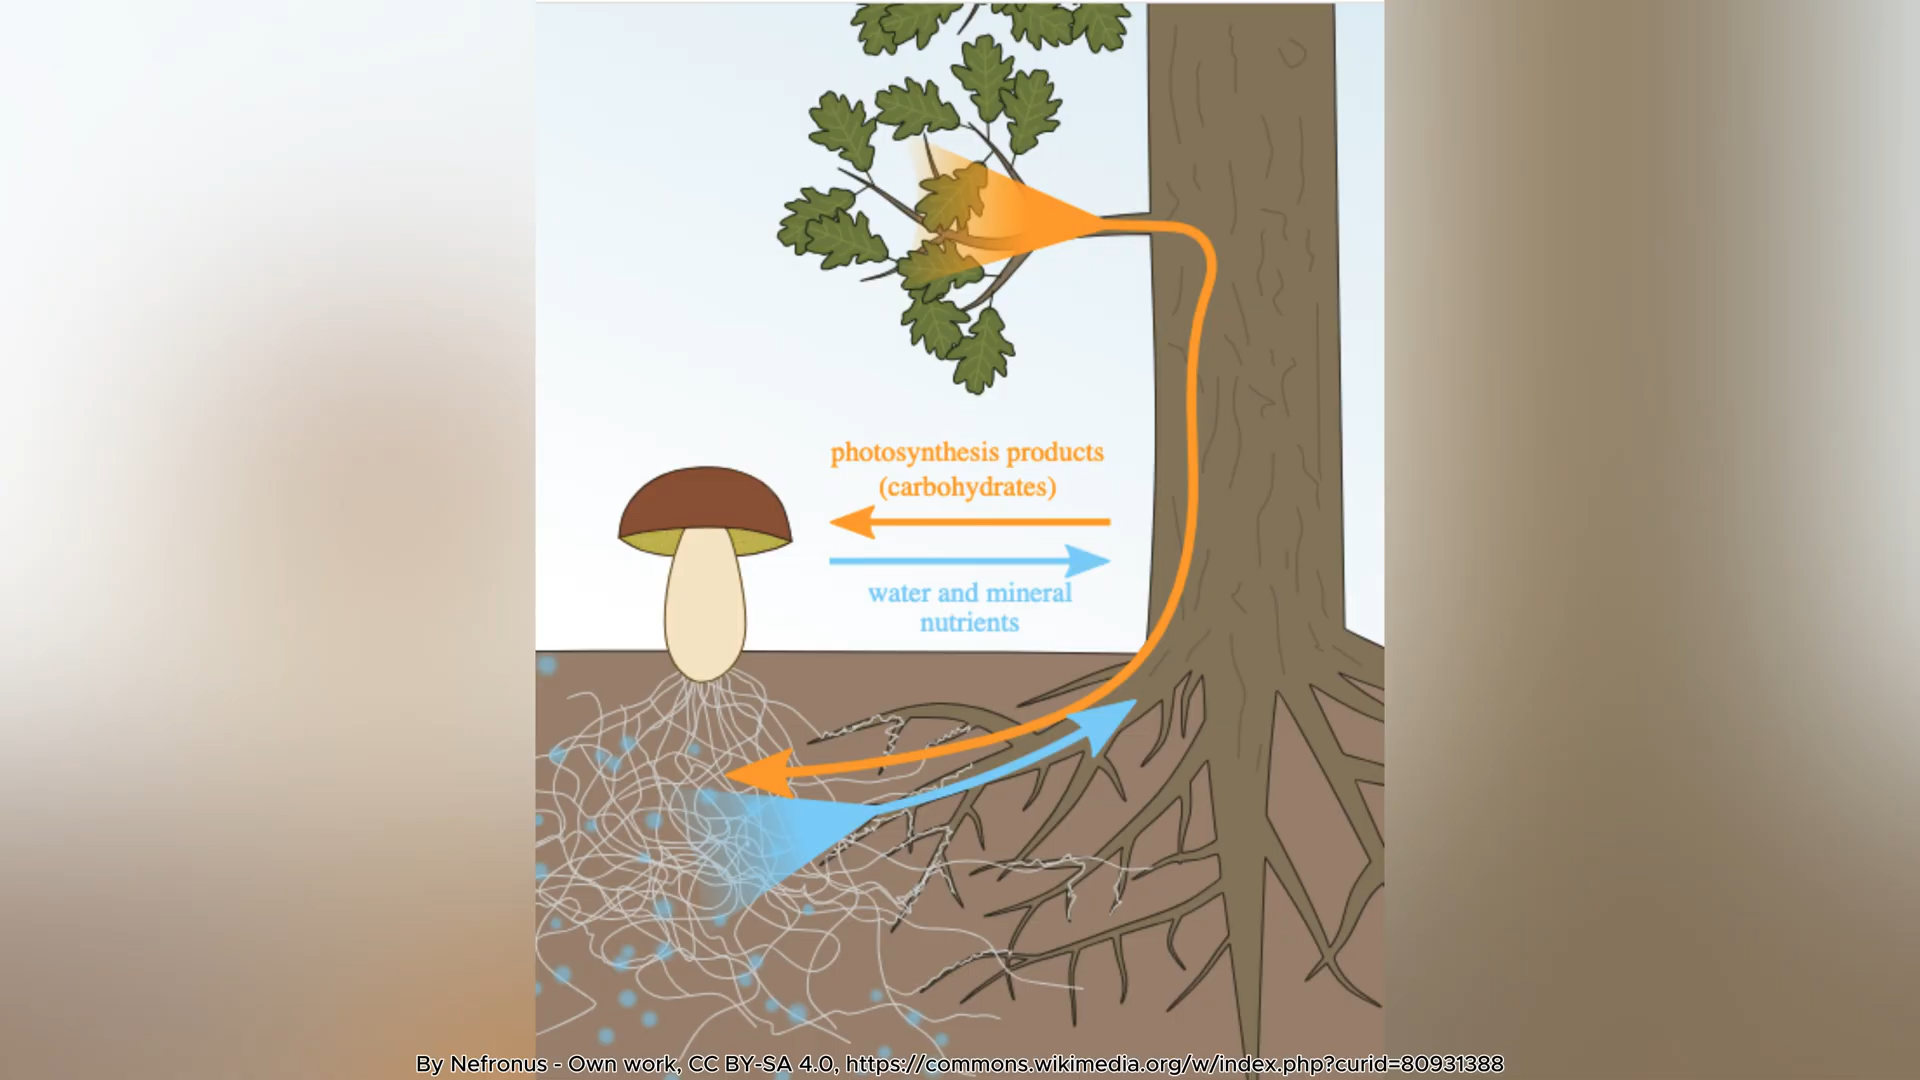 photosynthesis products
(carbohydrates)
water and mineral
nutrients
By Nefronus - Own work, CC BY-SA 4.0, https://commons.wikimedia.org/w/index.php?curid=80931388